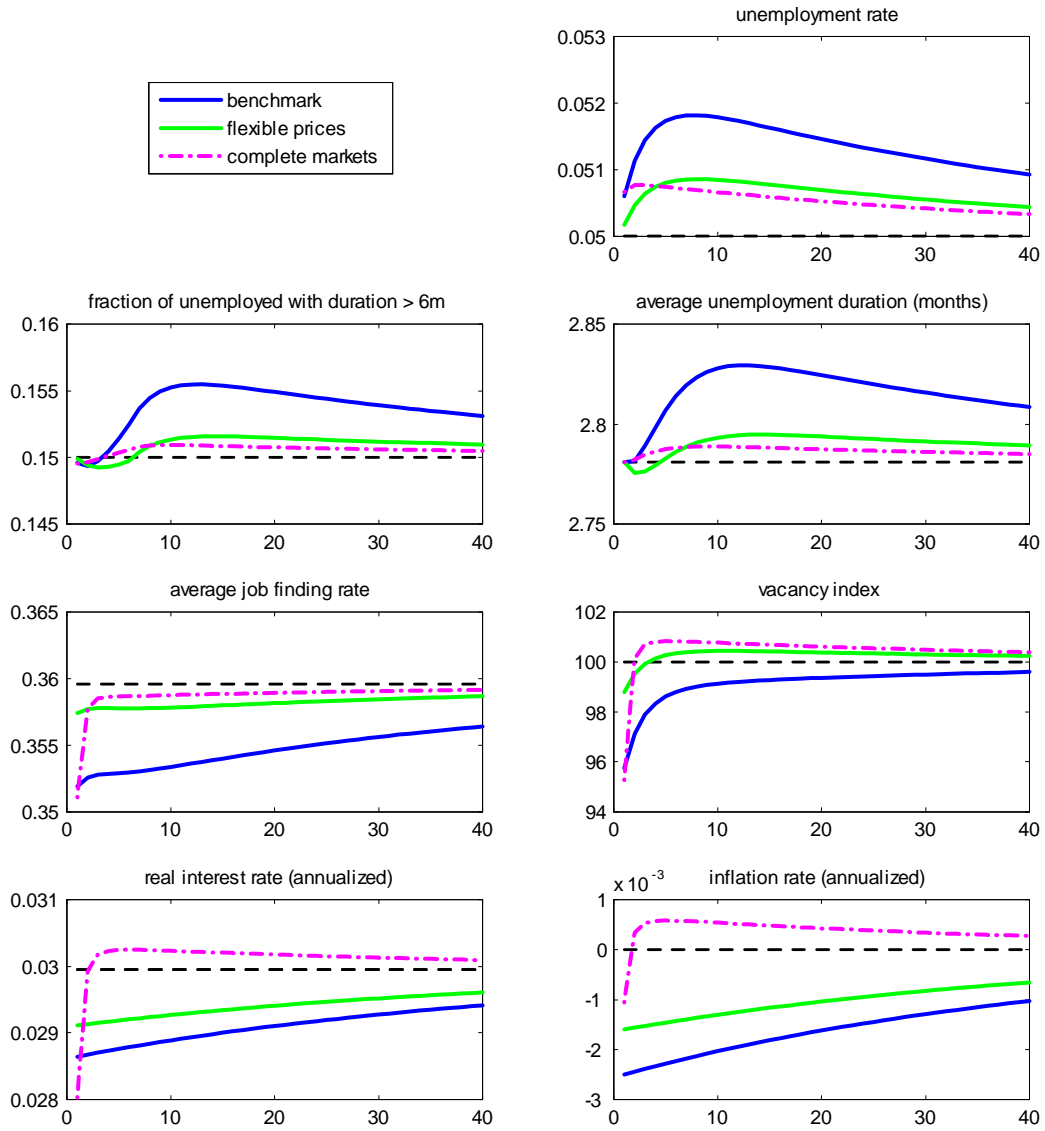 unemployment rate
0.053
0.052
0.051
0.05
0 10 20 30 40
benchmark
flexible prices
complete markets
fraction of unemployed with duration > 6m
0.16
0.155
0.15
0.145
0 10 20 30 40
average unemployment duration (months)
2.85
2.8
2.75
0 10 20 30 40
average job finding rate
0.365
0.36
0.355
0.35
0 10 20 30 40
vacancy index
102
100
98
96
94
0 10 20 30 40
real interest rate (annualized)
0.031
0.03
0.029
0.028
0 10 20 30 40
inflation rate (annualized)
x 10-3
1
0
-1
-2
-3
0 10 20 30 40